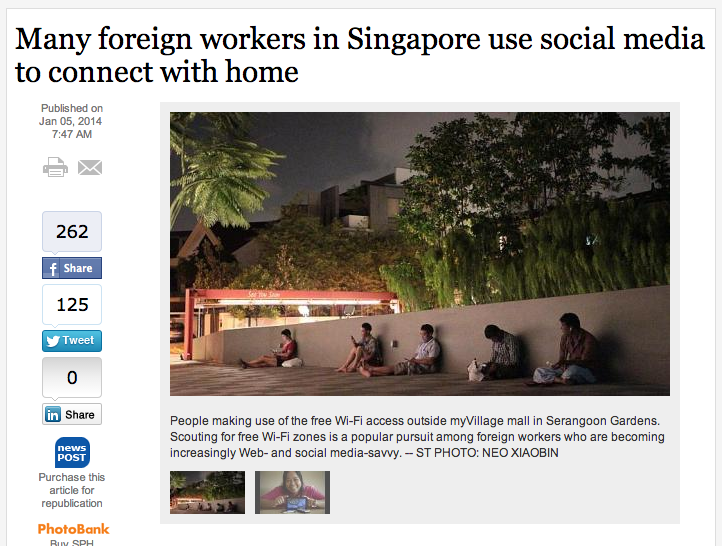 Many foreign workers in Singapore use social media
to connect with home
Published on
Jan 05, 2014
7:47 AM
262
f Share
125
Tweet
0
in Share
news
POST
Purchase this
article for
republication
PhotoBank
Buy SPH
See You Soon
People making use of the free Wi-Fi access outside myVillage mall in Serangoon Gardens.
Scouting for free Wi-Fi zones is a popular pursuit among foreign workers who are becoming
increasingly Web- and social media-savvy. -- ST PHOTO: NEO XIAOBIN